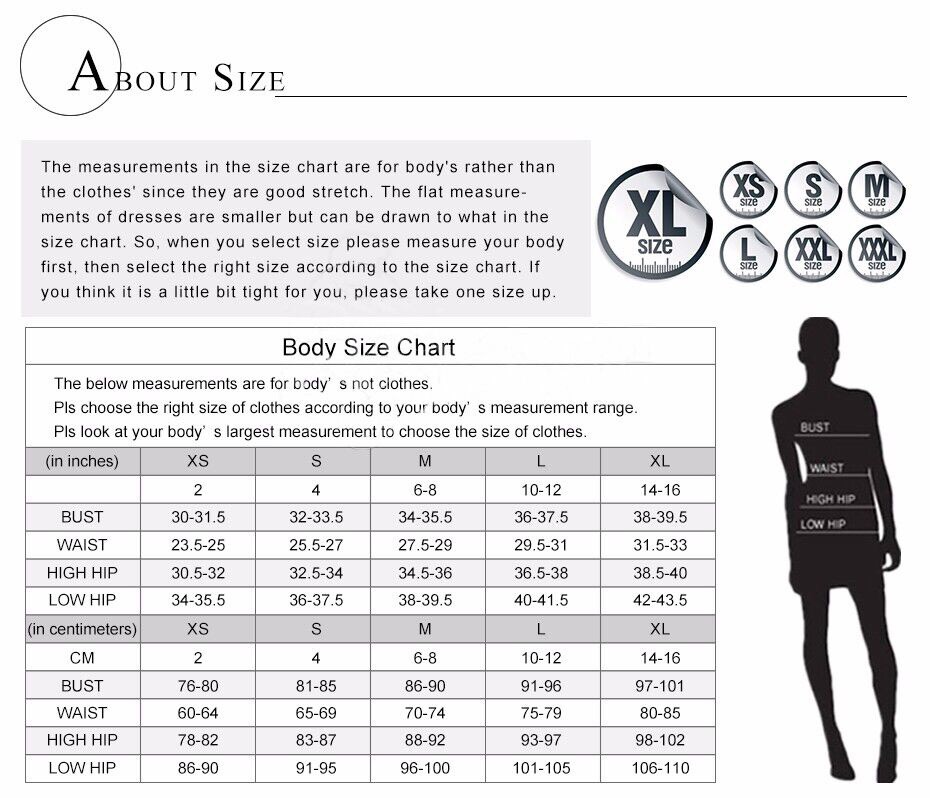 ABOUT SIZE
The measurements in the size chart are for body's rather than
the clothes' since they are good stretch. The flat measure-
ments of dresses are smaller but can be drawn to what in the
size chart. So, when you select size please measure your body
first, then select the right size according to the size chart. If
you think it is a little bit tight for you, please take one size up.
XL size
XS size S size M size
L size XXL size XXXL size
Body Size Chart
The below measurements are for body’ s not clothes.
Pls choose the right size of clothes according to your body’ s measurement range.
Pls look at your body’ s largest measurement to choose the size of clothes.
(in inches) XS S M L XL
2 4 6-8 10-12 14-16
BUST 30-31.5 32-33.5 34-35.5 36-37.5 38-39.5
WAIST 23.5-25 25.5-27 27.5-29 29.5-31 31.5-33
HIGH HIP 30.5-32 32.5-34 34.5-36 36.5-38 38.5-40
LOW HIP 34-35.5 36-37.5 38-39.5 40-41.5 42-43.5
(in centimeters) XS S M L XL
CM 2 4 6-8 10-12 14-16
BUST 76-80 81-85 86-90 91-96 97-101
WAIST 60-64 65-69 70-74 75-79 80-85
HIGH HIP 78-82 83-87 88-92 93-97 98-102
LOW HIP 86-90 91-95 96-100 101-105 106-110
BUST
WAIST
HIGH HIP
LOW HIP